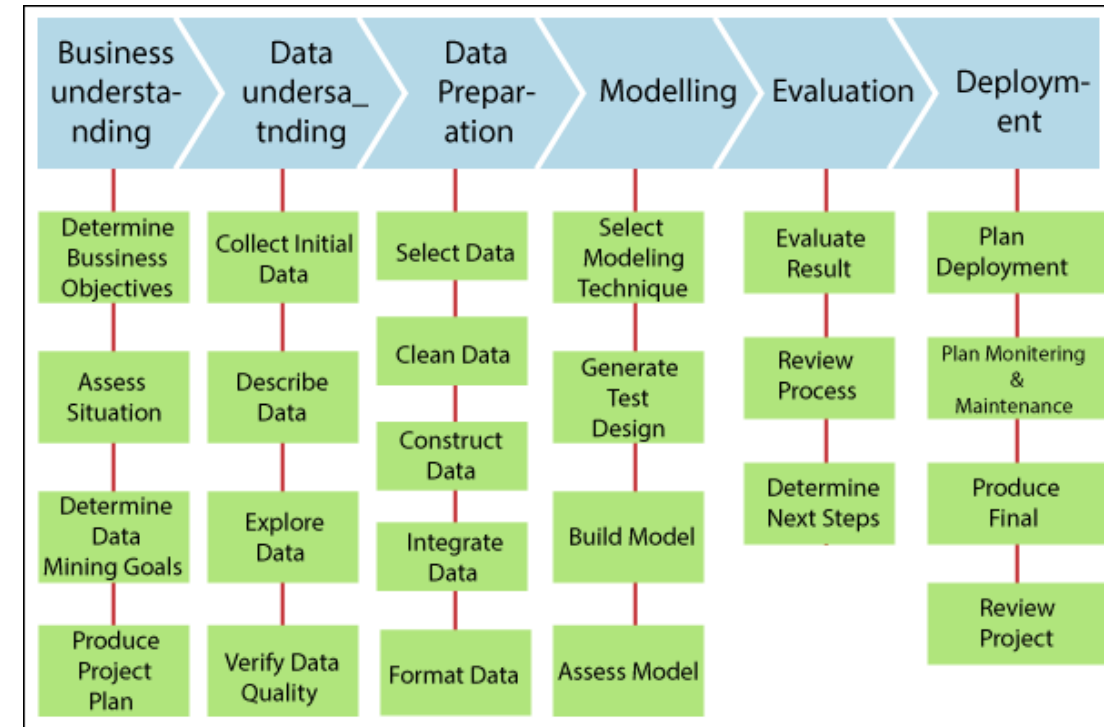 Business
understa-
nding
Data
undersa_
tnding
Data
Prepar-
ation
Modelling
Evaluation
Deploym-
ent
Determine
Bussiness
Objectives
Assess
Situation
Determine
Data
Mining Goals
Produce
Project
Plan
Collect Initial
Data
Describe
Data
Explore
Data
Verify Data
Quality
Select Data
Clean Data
Construct
Data
Integrate
Data
Format Data
Select
Modeling
Technique
Generate
Test
Design
Build Model
Assess Model
Evaluate
Result
Review
Process
Determine
Next Steps
Plan
Deployment
Plan Monitering
&
Maintenance
Produce
Final
Review
Project